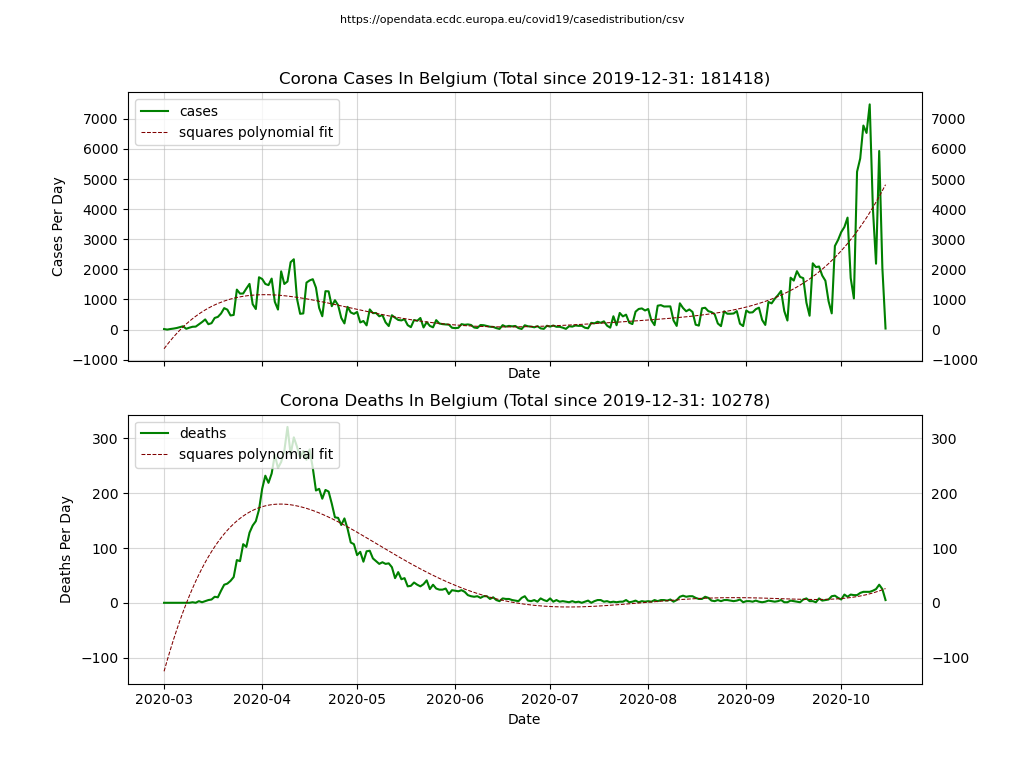 https://opendata.ecdc.europa.eu/covid19/casedistribution/csv
Corona Cases In Belgium (Total since 2019-12-31: 181418)
cases
squares polynomial fit
Cases Per Day
7000 7000
6000 6000
5000 5000
4000 4000
3000 3000
2000 2000
1000 1000
0 0
−1000 −1000
Date
Corona Deaths In Belgium (Total since 2019-12-31: 10278)
deaths
squares polynomial fit
Deaths Per Day
300 300
200 200
100 100
0 0
−100 −100
2020-03 2020-04 2020-05 2020-06 2020-07 2020-08 2020-09 2020-10
Date